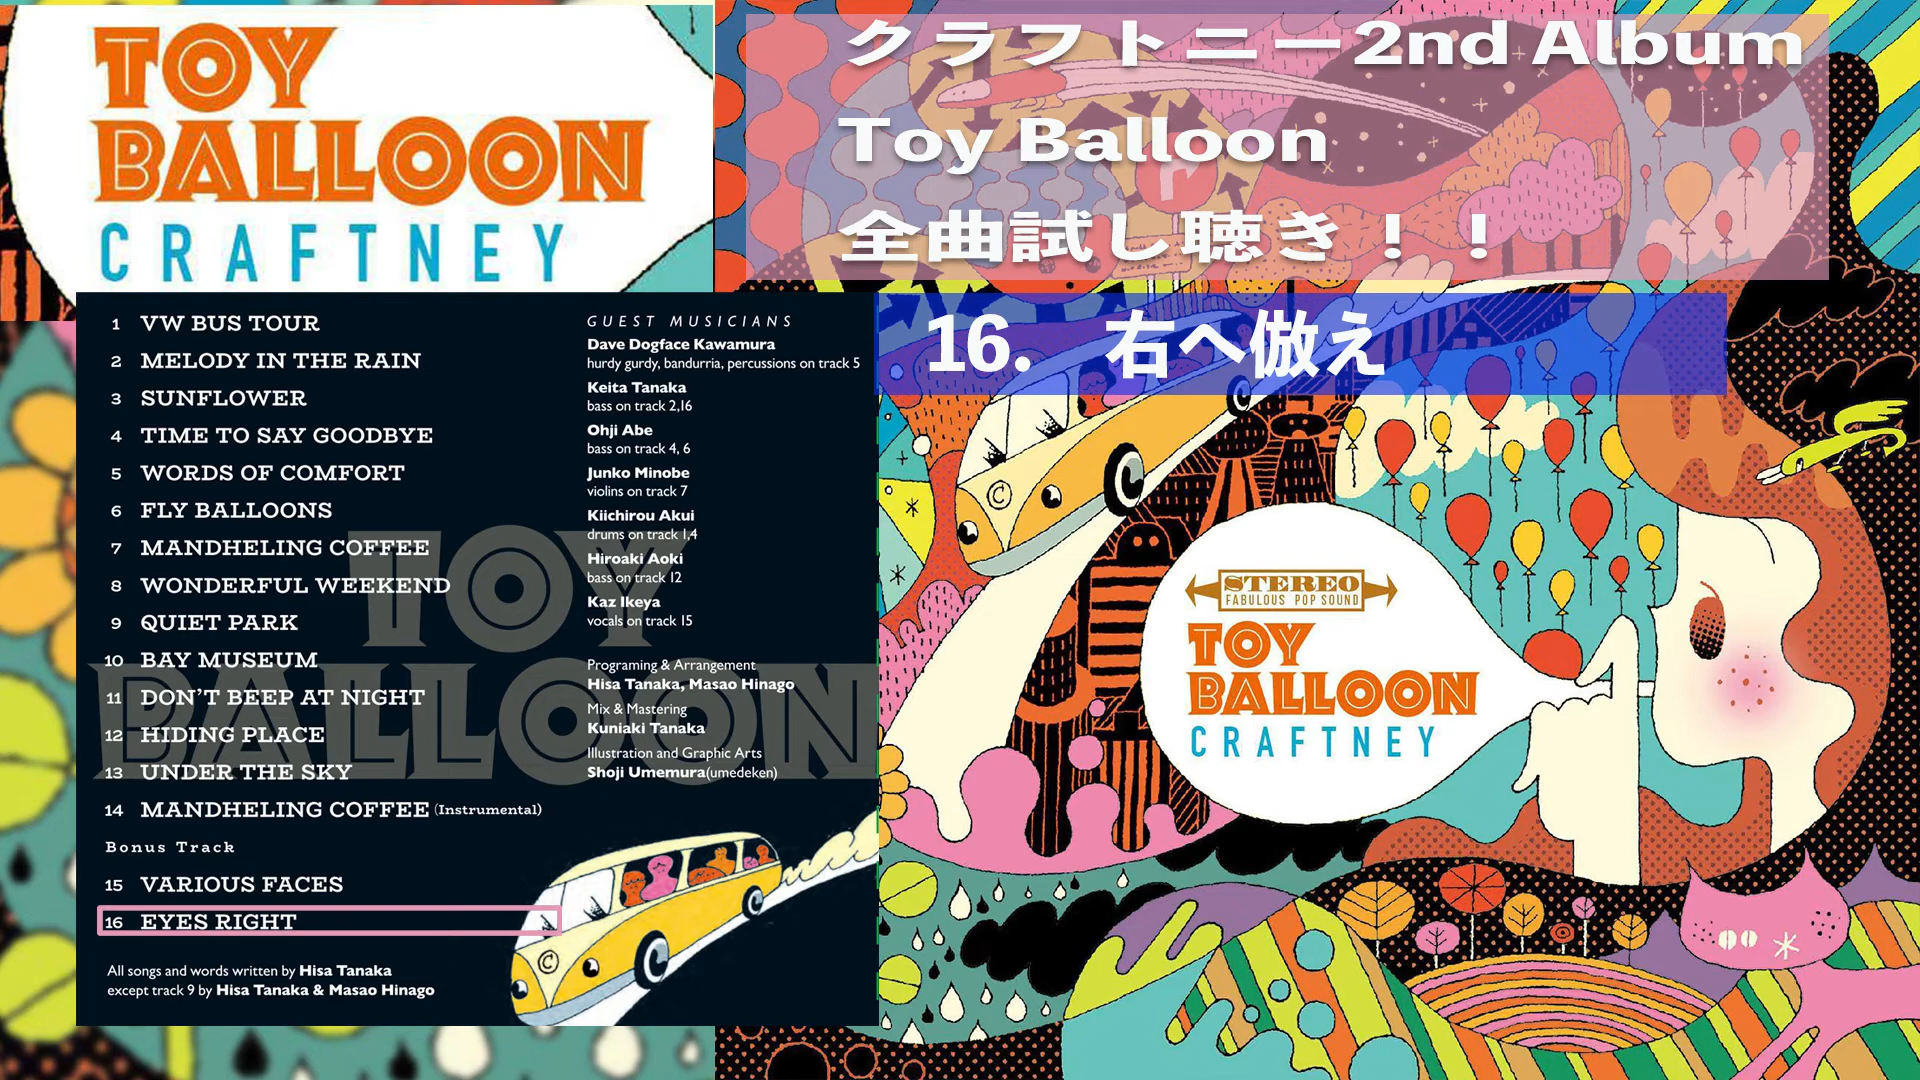 TOY
BALLOON
CRAFTNEY
クラフトニー2nd Album
Toy Balloon
全曲試し聴き！！
16.　右へ倣え
1 VW BUS TOUR
2 MELODY IN THE RAIN
3 SUNFLOWER
4 TIME TO SAY GOODBYE
5 WORDS OF COMFORT
6 FLY BALLOONS
7 MANDHELING COFFEE
8 WONDERFUL WEEKEND
9 QUIET PARK
10 BAY MUSEUM
11 DON'T BEEP AT NIGHT
12 HIDING PLACE
13 UNDER THE SKY
14 MANDHELING COFFEE (Instrumental)
Bonus Track
15 VARIOUS FACES
16 EYES RIGHT
All songs and words written by Hisa Tanaka
except track 9 by Hisa Tanaka & Masao Hinago
GUEST MUSICIANS
Dave Dogface Kawamura
hurdy gurdy, bandurria, percussions on track 5
Keita Tanaka
bass on track 2,16
Ohji Abe
bass on track 4, 6
Junko Minobe
violins on track 7
Kiichirou Akui
drums on track 1,4
Hiroaki Aoki
bass on track 12
Kaz Ikeya
vocals on track 15
Programing & Arrangement
Hisa Tanaka, Masao Hinago
Mix & Mastering
Kuniaki Tanaka
Illustration and Graphic Arts
Shoji Umemura(umedeken)
TOY
BALLOON
©
©
STEREO
FABULOUS POP SOUND
TOY
BALLOON
CRAFTNEY